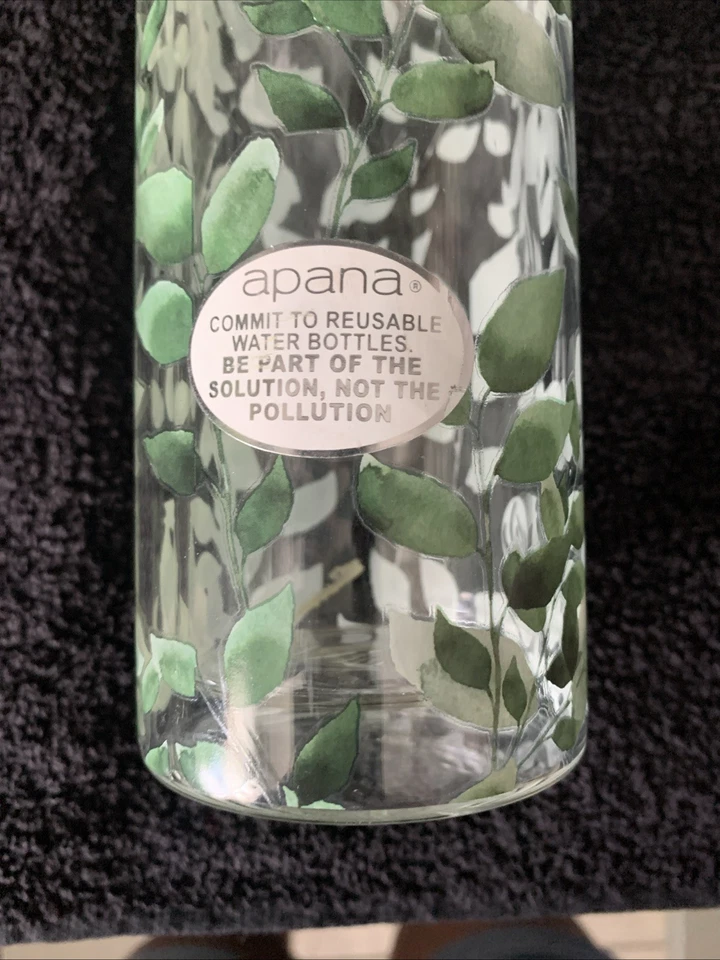 apana®
COMMIT TO REUSABLE
WATER BOTTLES.
BE PART OF THE
SOLUTION, NOT THE
POLLUTION